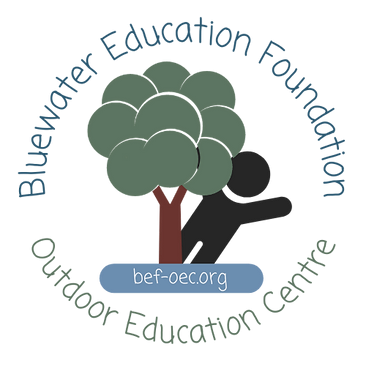 Bluewater Education Foundation
bef-oec.org
Outdoor Education Centre